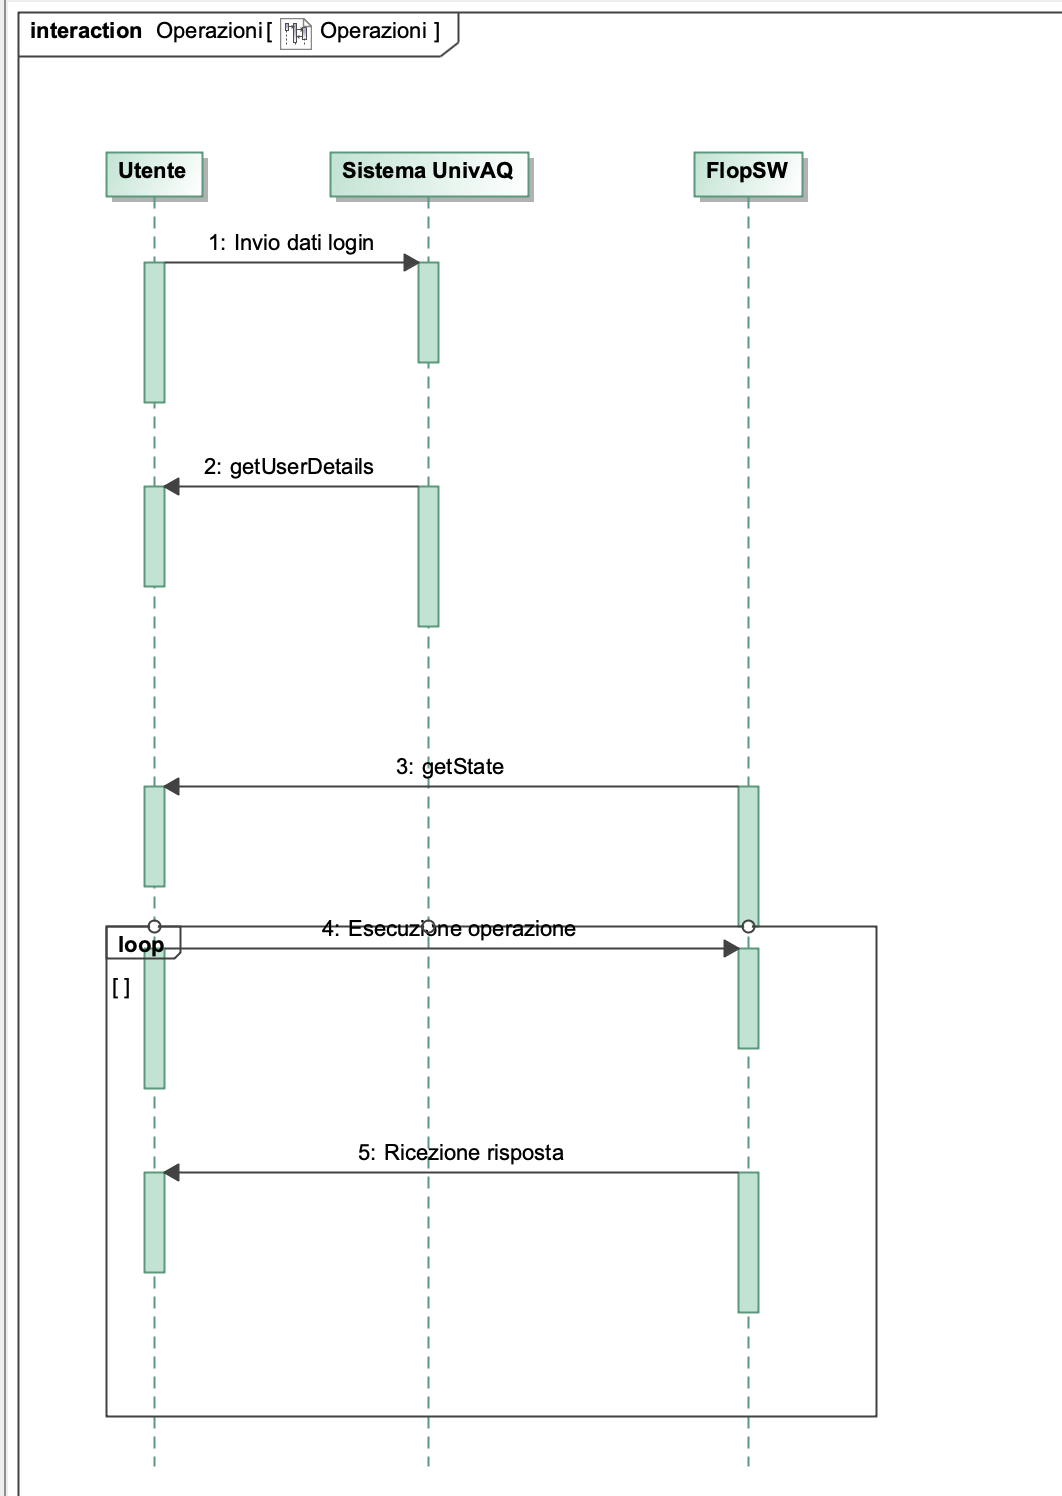 interaction Operazioni[ Operazioni ]
Utente
Sistema UnivAQ
FlopSW
1: Invio dati login
2: getUserDetails
3: getState
4: Esecuzione operazione
loop
[ ]
5: Ricezione risposta